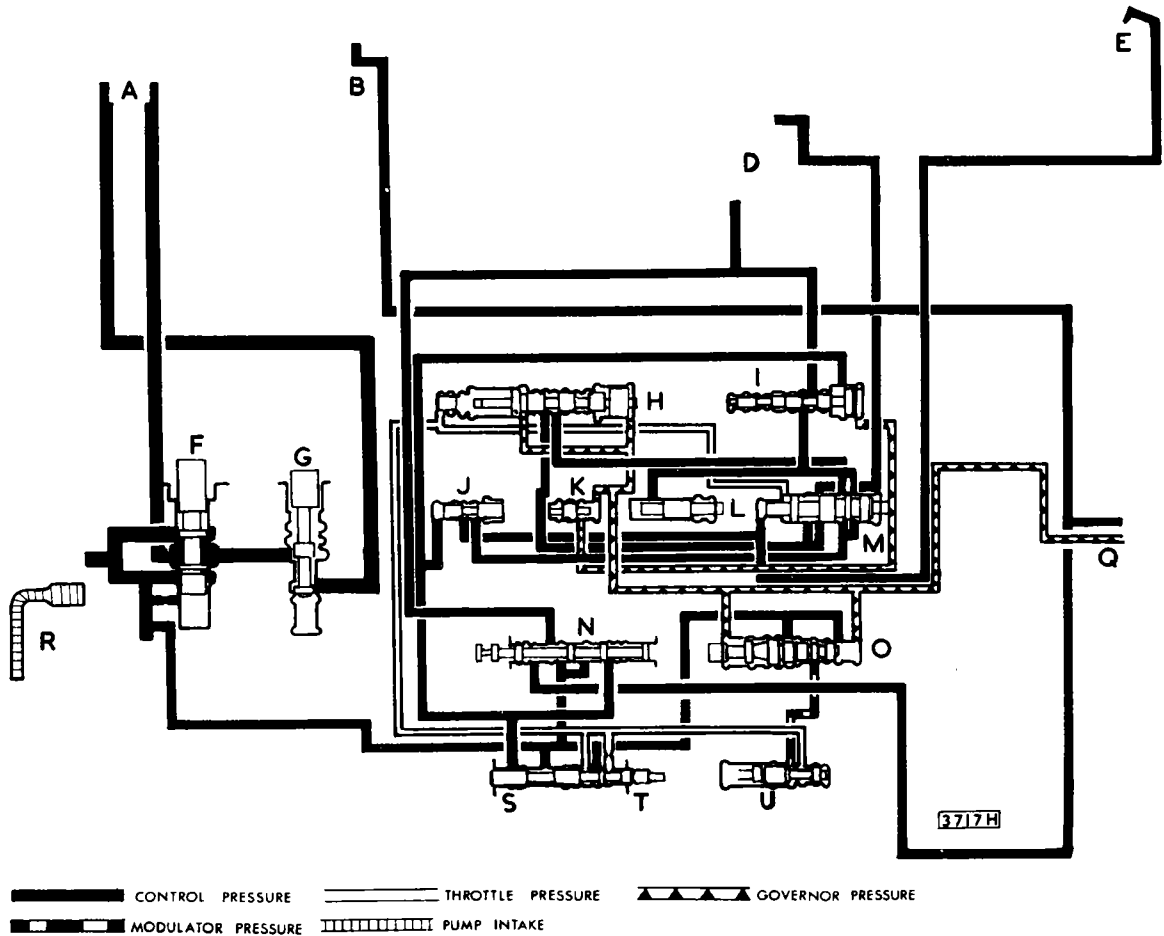 E
A
B
D
I
H
F
G
J
K
L
M
Q
R
N
O
S
T
U
3717H
CONTROL PRESSURE
THROTTLE PRESSURE
GOVERNOR PRESSURE
MODULATOR PRESSURE
PUMP INTAKE